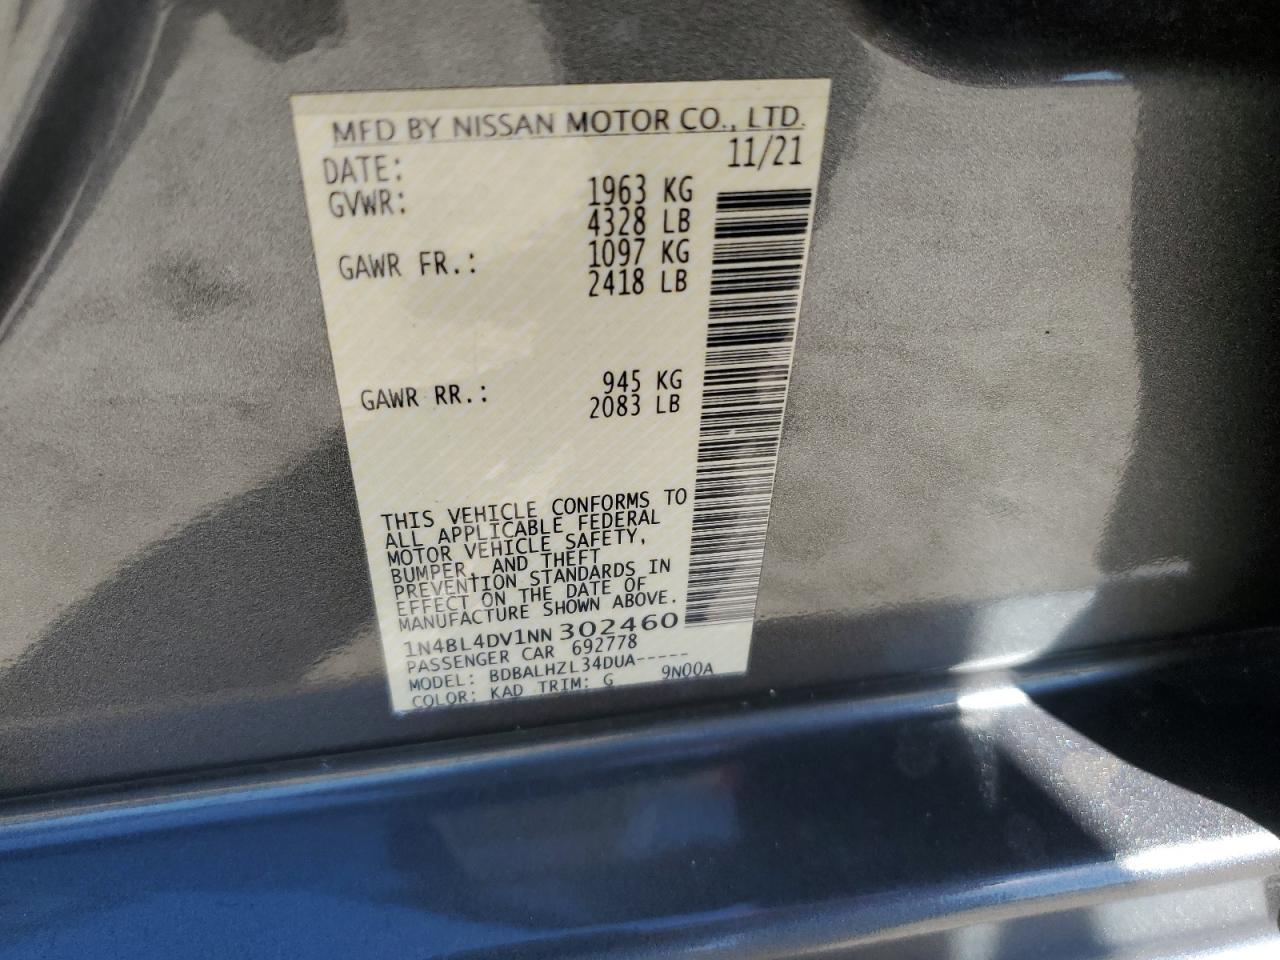 MFD BY NISSAN MOTOR CO., LTD.
DATE: 11/21
GVWR: 1963 KG
4328 LB
GAWR FR.: 1097 KG
2418 LB
GAWR RR.: 945 KG
2083 LB
THIS VEHICLE CONFORMS TO
ALL APPLICABLE FEDERAL
MOTOR VEHICLE SAFETY,
BUMPER, AND THEFT
PREVENTION STANDARDS IN
EFFECT ON THE DATE OF
MANUFACTURE SHOWN ABOVE.
1N4BL4DV1NN 302460
PASSENGER CAR 692778
MODEL: BDBALHZL34DUA-----
COLOR: KAD TRIM: G 9N00A